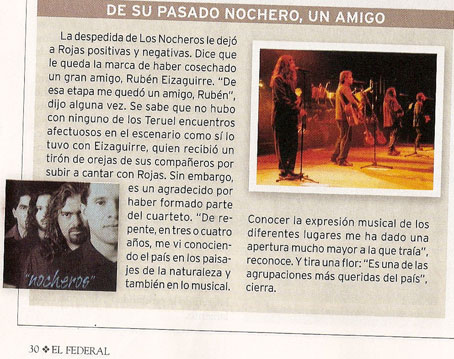 DE SU PASADO NOCHERO, UN AMIGO
La despedida de Los Nocheros le dejó
a Rojas positivas y negativas. Dice que
le queda la marca de haber cosechado
un gran amigo, Rubén Eizaguirre. “De
esa etapa me quedó un amigo, Rubén”,
dijo alguna vez. Se sabe que no hubo
con ninguno de los Teruel encuentros
afectuosos en el escenario como sí lo
tuvo con Eizaguirre, quien recibió un
tirón de orejas de sus compañeros por
subir a cantar con Rojas. Sin embargo,
es un agradecido por
haber formado parte
del cuarteto. “De re-
pente, en tres o cuatro
años, me vi conocien-
do el país en los paisa-
jes de la naturaleza y
también en lo musical.
"nocheros"
Conocer la expresión musical de los
diferentes lugares me ha dado una
apertura mucho mayor a la que traía”,
reconoce. Y tira una flor: “Es una de las
agrupaciones más queridas del país”,
cierra.
30 ❖ EL FEDERAL